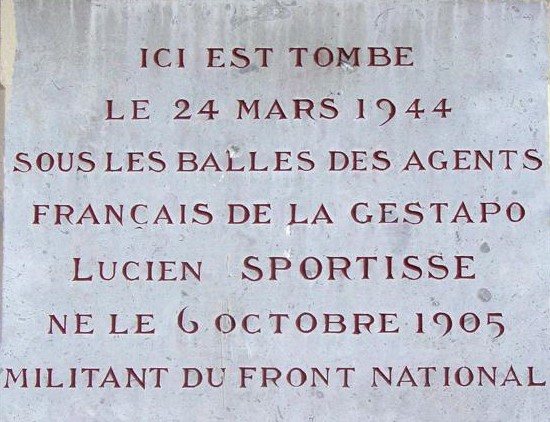 ICI EST TOMBE
LE 24 MARS 1944
SOUS LES BALLES DES AGENTS
FRANÇAIS DE LA GESTAPO
LUCIEN SPORTISSE
NE LE 6 OCTOBRE 1905
MILITANT DU FRONT NATIONAL